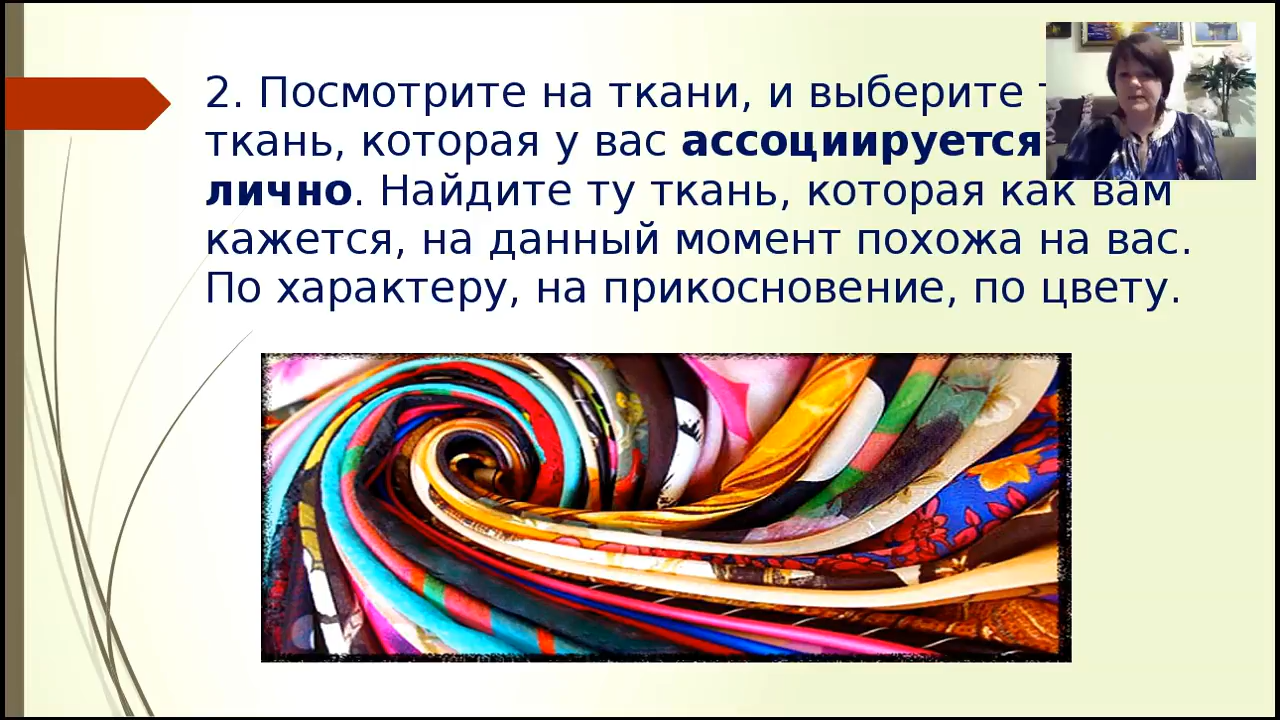 2. Посмотрите на ткани, и выберите
ткань, которая у вас ассоциируется
лично. Найдите ту ткань, которая как вам
кажется, на данный момент похожа на вас.
По характеру, на прикосновение, по цвету.